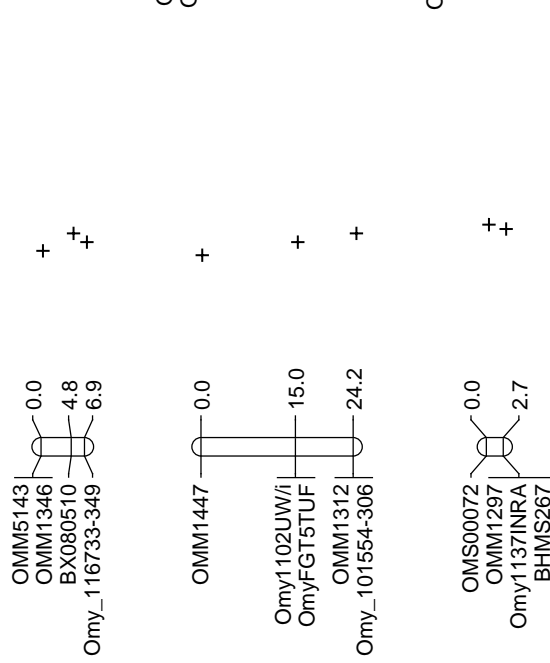 OMM5143
OMM1346 0.0 +
BX080510 4.8 +
Omy_116733-349 6.9 +
OMM1447 0.0 +
Omy1102UW/i 15.0 +
OmyFGT5TUF
OMM1312 24.2 +
Omy_101554-306
OMS00072 0.0
OMM1297 +
Omy1137INRA 2.7 +
BHMS267